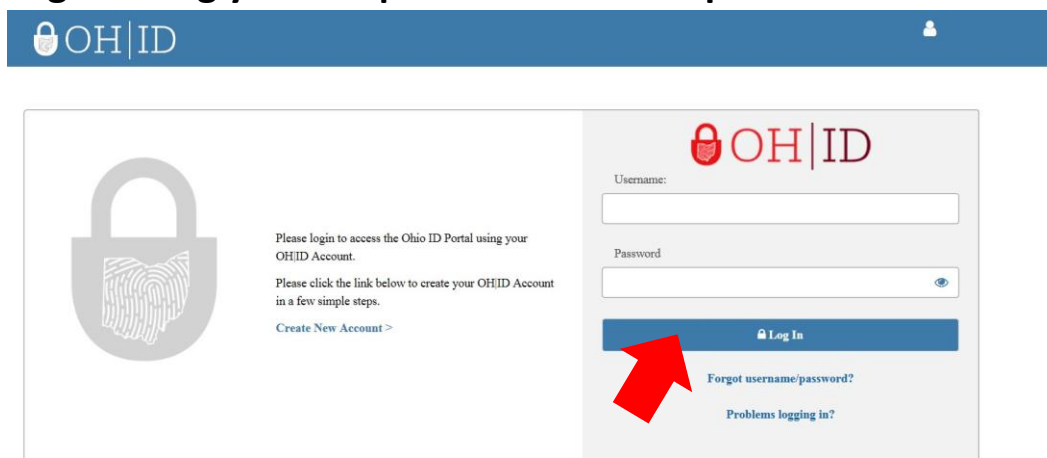 OH|ID
OH|ID
Username:
Please login to access the Ohio ID Portal using your
OH|ID Account.
Password
Please click the link below to create your OH|ID Account
in a few simple steps.
Create New Account >
Log In
Forgot username/password?
Problems logging in?